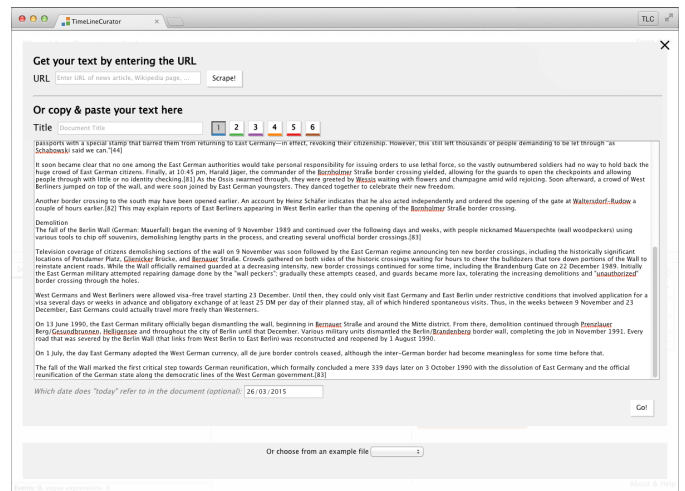 TimeLineCurator
TLC
Get your text by entering the URL
URL Enter URL of news article, Wikipedia page, ... Scrape!
Or copy & paste your text here
Title Document Title 1 2 3 4 5 6
passports with a special stamp that barred them from returning to East Germany—in effect, revoking their citizenship. However, this still left thousands of people demanding to be let through "as
Schabowski said we can."[44]
It soon became clear that no one among the East German authorities would take personal responsibility for issuing orders to use lethal force, so the vastly outnumbered soldiers had no way to hold back the
huge crowd of East German citizens. Finally, at 10:45 pm, Harald Jäger, the commander of the Bornholmer Straße border crossing yielded, allowing for the guards to open the checkpoints and allowing
people through with little or no identity checking.[81] As the Ossis swarmed through, they were greeted by Wessis waiting with flowers and champagne amid wild rejoicing. Soon afterward, a crowd of West
Berliners jumped on top of the wall, and were soon joined by East German youngsters. They danced together to celebrate their new freedom.
Another border crossing to the south may have been opened earlier. An account by Heinz Schäfer indicates that he also acted independently and ordered the opening of the gate at Waltersdorf-Rudow a
couple of hours earlier.[82] This may explain reports of East Berliners appearing in West Berlin earlier than the opening of the Bornholmer Straße border crossing.
Demolition
The fall of the Berlin Wall (German: Mauerfall) began the evening of 9 November 1989 and continued over the following days and weeks, with people nicknamed Mauerspechte (wall woodpeckers) using
various tools to chip off souvenirs, demolishing lengthy parts in the process, and creating several unofficial border crossings.[83]
Television coverage of citizens demolishing sections of the wall on 9 November was soon followed by the East German regime announcing ten new border crossings, including the historically significant
locations of Potsdamer Platz, Glienicker Brücke, and Bernauer Straße. Crowds gathered on both sides of the historic crossings waiting for hours to cheer the bulldozers that tore down portions of the Wall to
reinstate ancient roads. While the Wall officially remained guarded at a decreasing intensity, new border crossings continued for some time, including the Brandenburg Gate on 22 December 1989. Initially
the East German military attempted repairing damage done by the "wall peckers"; gradually these attempts ceased, and guards became more lax, tolerating the increasing demolitions and "unauthorized"
border crossing through the holes.
West Germans and West Berliners were allowed visa-free travel starting 23 December. Until then, they could only visit East Germany and East Berlin under restrictive conditions that involved application for a
visa several days or weeks in advance and obligatory exchange of at least 25 DM per day of their planned stay, all of which hindered spontaneous visits. Thus, in the weeks between 9 November and 23
December, East Germans could actually travel more freely than Westerners.
On 13 June 1990, the East German military officially began dismantling the wall, beginning in Bernauer Straße and around the Mitte district. From there, demolition continued through Prenzlauer
Berg/Gesundbrunnen, Heiligensee and throughout the city of Berlin until that December. Various military units dismantled the Berlin/Brandenberg border wall, completing the job in November 1991. Every
road that was severed by the Berlin Wall (that links from West Berlin to East Berlin) was reconstructed and reopened by 1 August 1990.
On 1 July, the day East Germany adopted the West German currency, all de jure border controls ceased, although the inter-German border had become meaningless for some time before that.
The fall of the Wall marked the first critical step towards German reunification, which formally concluded a mere 339 days later on 3 October 1990 with the dissolution of East Germany and the official
reunification of the German state along the democratic lines of the West German government.[83]
Which date does "today" refer to in the document (optional): 26/03/2015
Go!
Or choose from an example file
About & Help